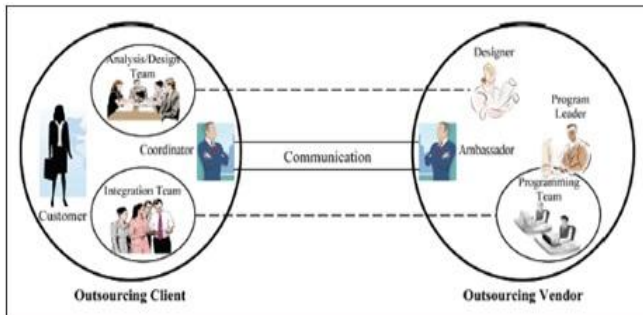 Analysis/Design
Team
Customer
Integration Team
Coordinator
Communication
Designer
Program
Leader
Ambassador
Programming
Team
Outsourcing Client
Outsourcing Vendor